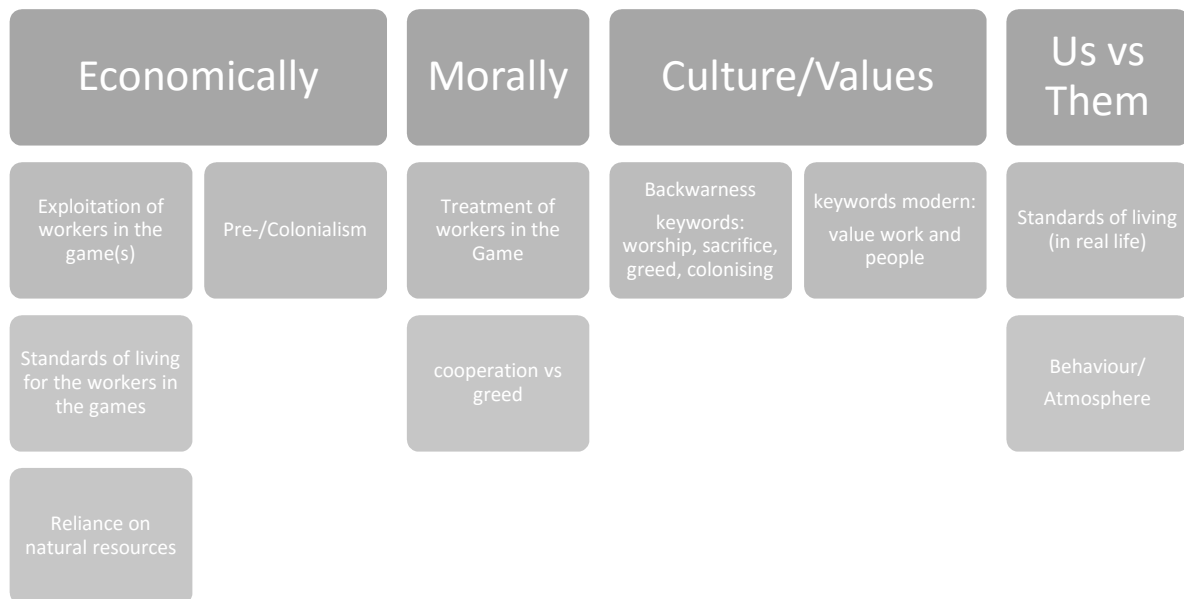 Economically
Exploitation of
workers in the
game(s)
Pre-/Colonialism
Standards of living
for the workers in
the games
Reliance on
natural resources
Morally
Treatment of
workers in the
Game
cooperation vs
greed
Culture/Values
Backwarness
keywords:
worship, sacrifice,
greed, colonising
keywords modern:
value work and
people
Us vs
Them
Standards of living
(in real life)
Behaviour/
Atmosphere